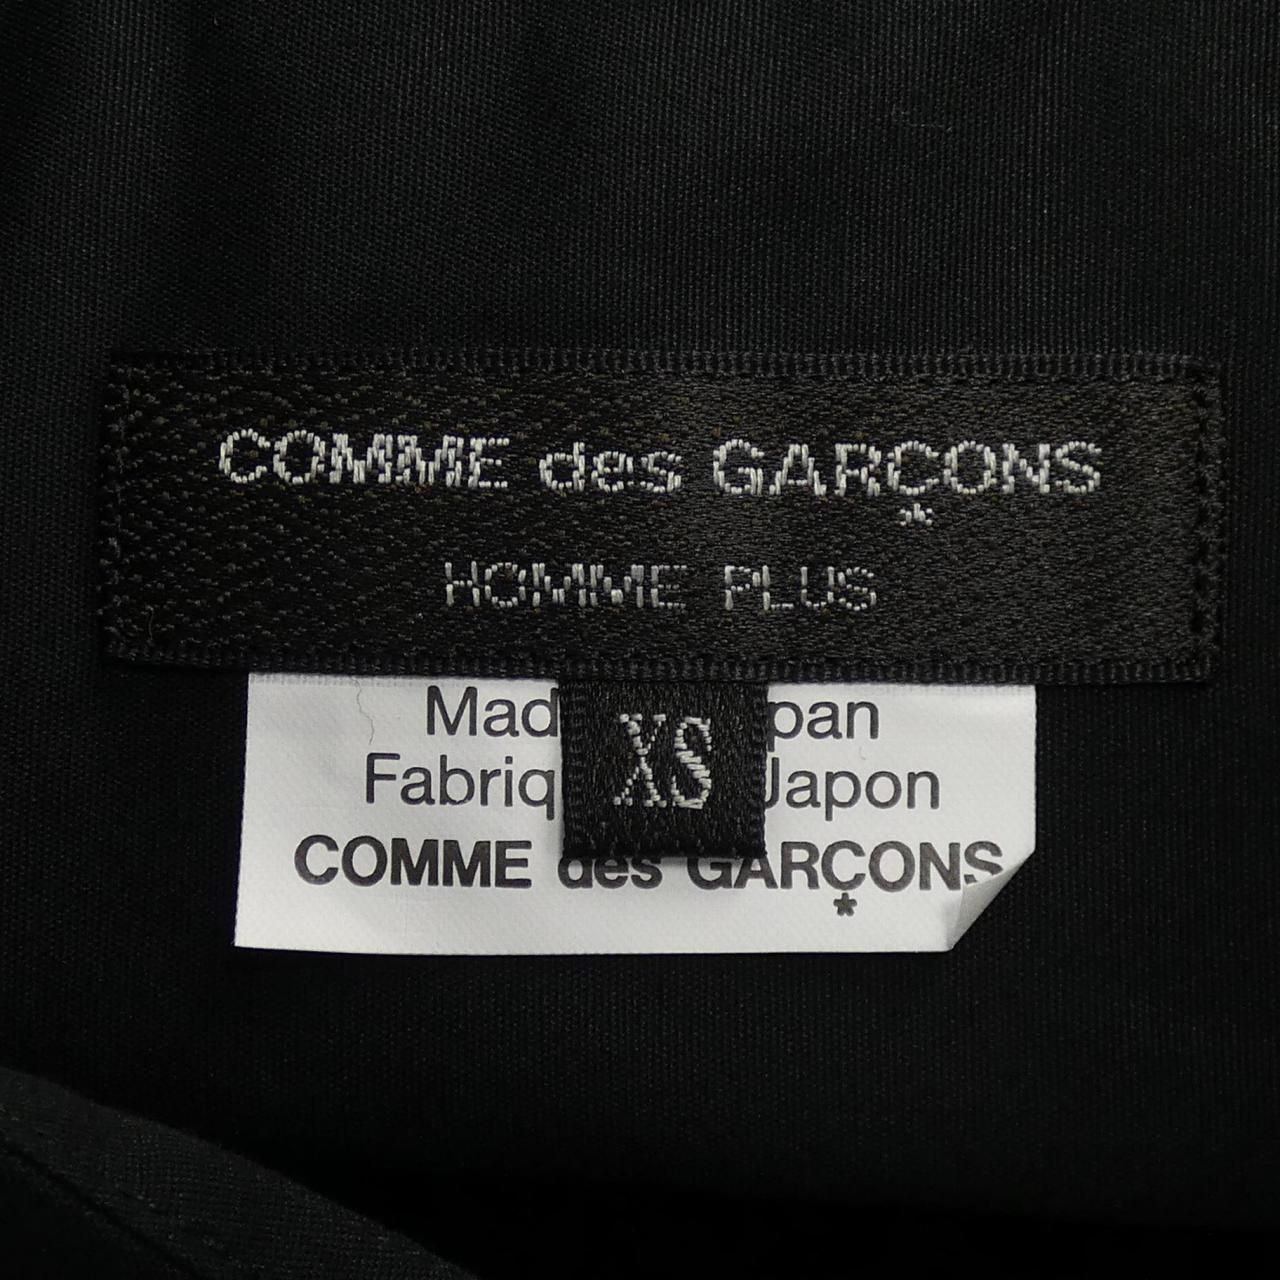 COMME des GARÇONS
*
HOMME PLUS
XS
Mad pan
Fabriq Japon
COMME des GARÇONS
*